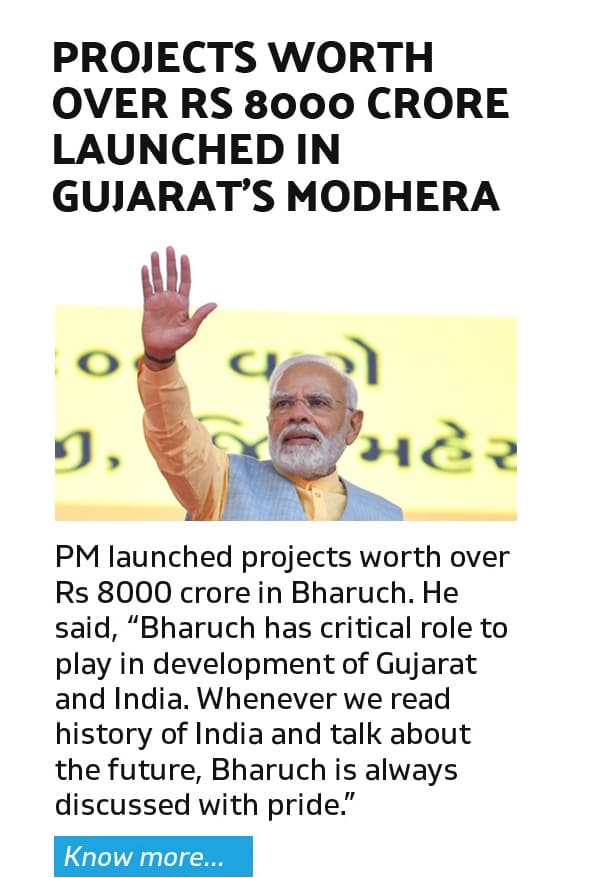 PROJECTS WORTH
OVER RS 8000 CRORE
LAUNCHED IN
GUJARAT'S MODHERA
PM launched projects worth over
Rs 8000 crore in Bharuch. He
said, “Bharuch has critical role to
play in development of Gujarat
and India. Whenever we read
history of India and talk about
the future, Bharuch is always
discussed with pride.”
Know more...